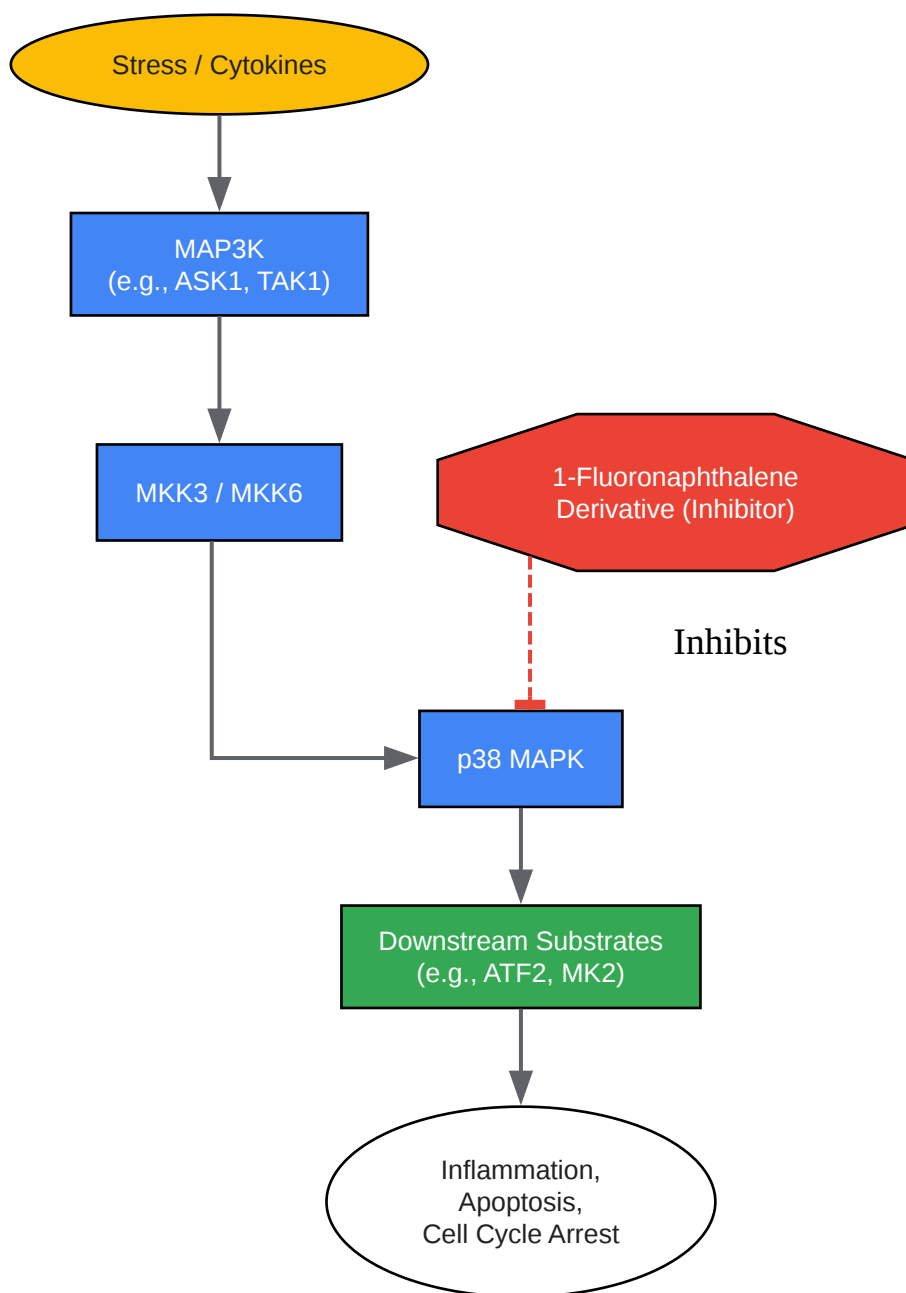 Stress / Cytokines
MAP3K
(e.g., ASK1, TAK1)
MKK3 / MKK6
1-Fluoronaphthalene
Derivative (Inhibitor)
Inhibits
p38 MAPK
Downstream Substrates
(e.g., ATF2, MK2)
Inflammation,
Apoptosis,
Cell Cycle Arrest